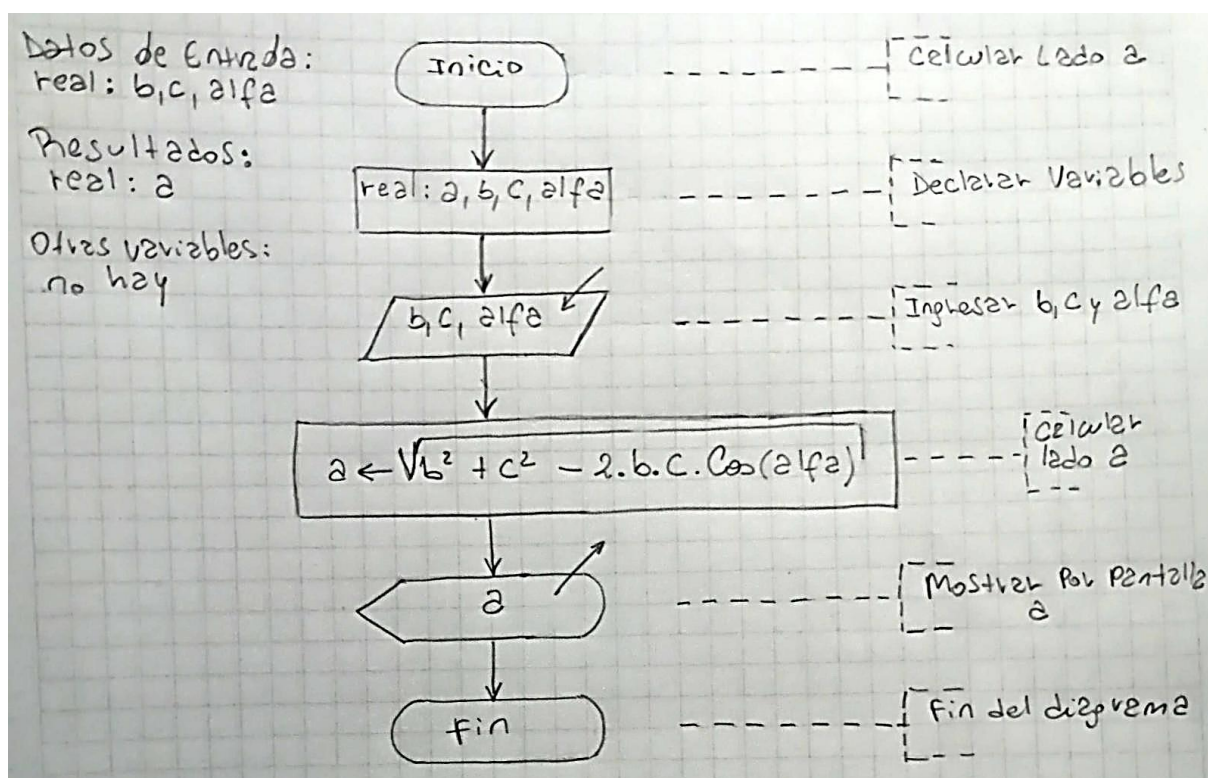 Datos de Entrada:
real: b, c, alfa
Resultados:
real: a
Otras variables:
no hay
Inicio
Calcular Lado a
real: a, b, c, alfa
Declarar Variables
b, c, alfa
Ingresar b, c y alfa
a ← √b² + c² - 2.b.c.Cos(alfa)
Calcular
lado a
a
Mostrar Por Pantalla
a
Fin
Fin del diagrama